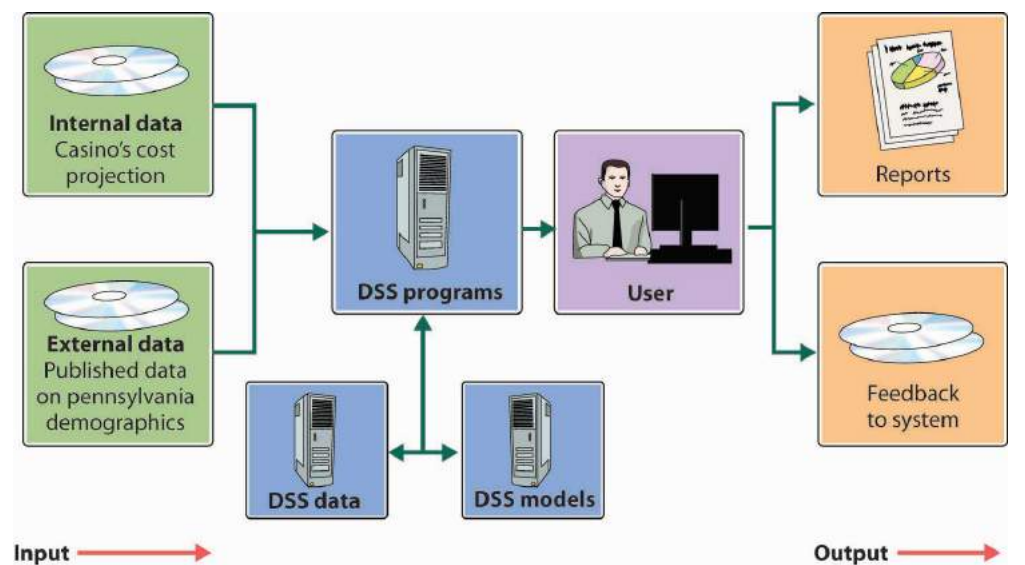 Internal data
Casino's cost
projection
External data
Published data
on pennsylvania
demographics
DSS programs
DSS data
DSS models
User
Reports
Feedback
to system
Input
Output